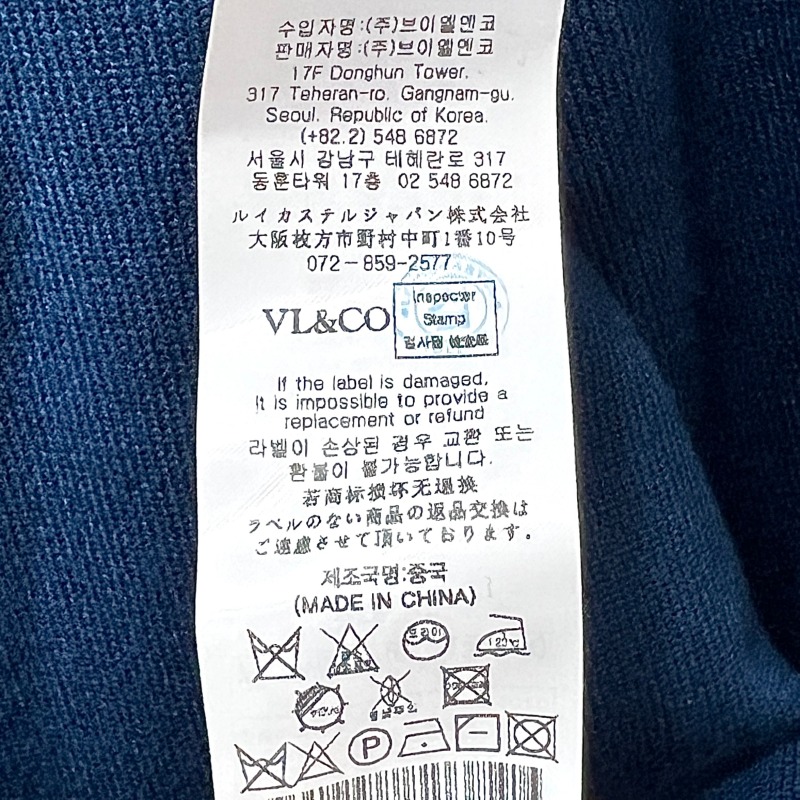 수입자명:(주)브이엘엔코
판매자명:(주)브이엘엔코
17F Donghun Tower.
317 Teheran-ro. Gangnam-gu.
Seoul. Republic of Korea.
(+82.2) 548 6872
서울시 강남구 테헤란로 317
동훈타워 17층 02 548 6872
ルイカステルジャパン株式会社
大阪枚方市野村中町1番10号
072-859-2577
VL&CO
Inspector
Stamp
검사필
If the label is damaged,
It is impossible to provide a
replacement or refund
라벨이 손상된 경우 교환 또는
환불이 불가능합니다.
若商标损坏无退换
ラベルのない商品の返品交換は
ご遠慮させて頂いております。
제조국명:중국
(MADE IN CHINA)
드라이
120℃
P